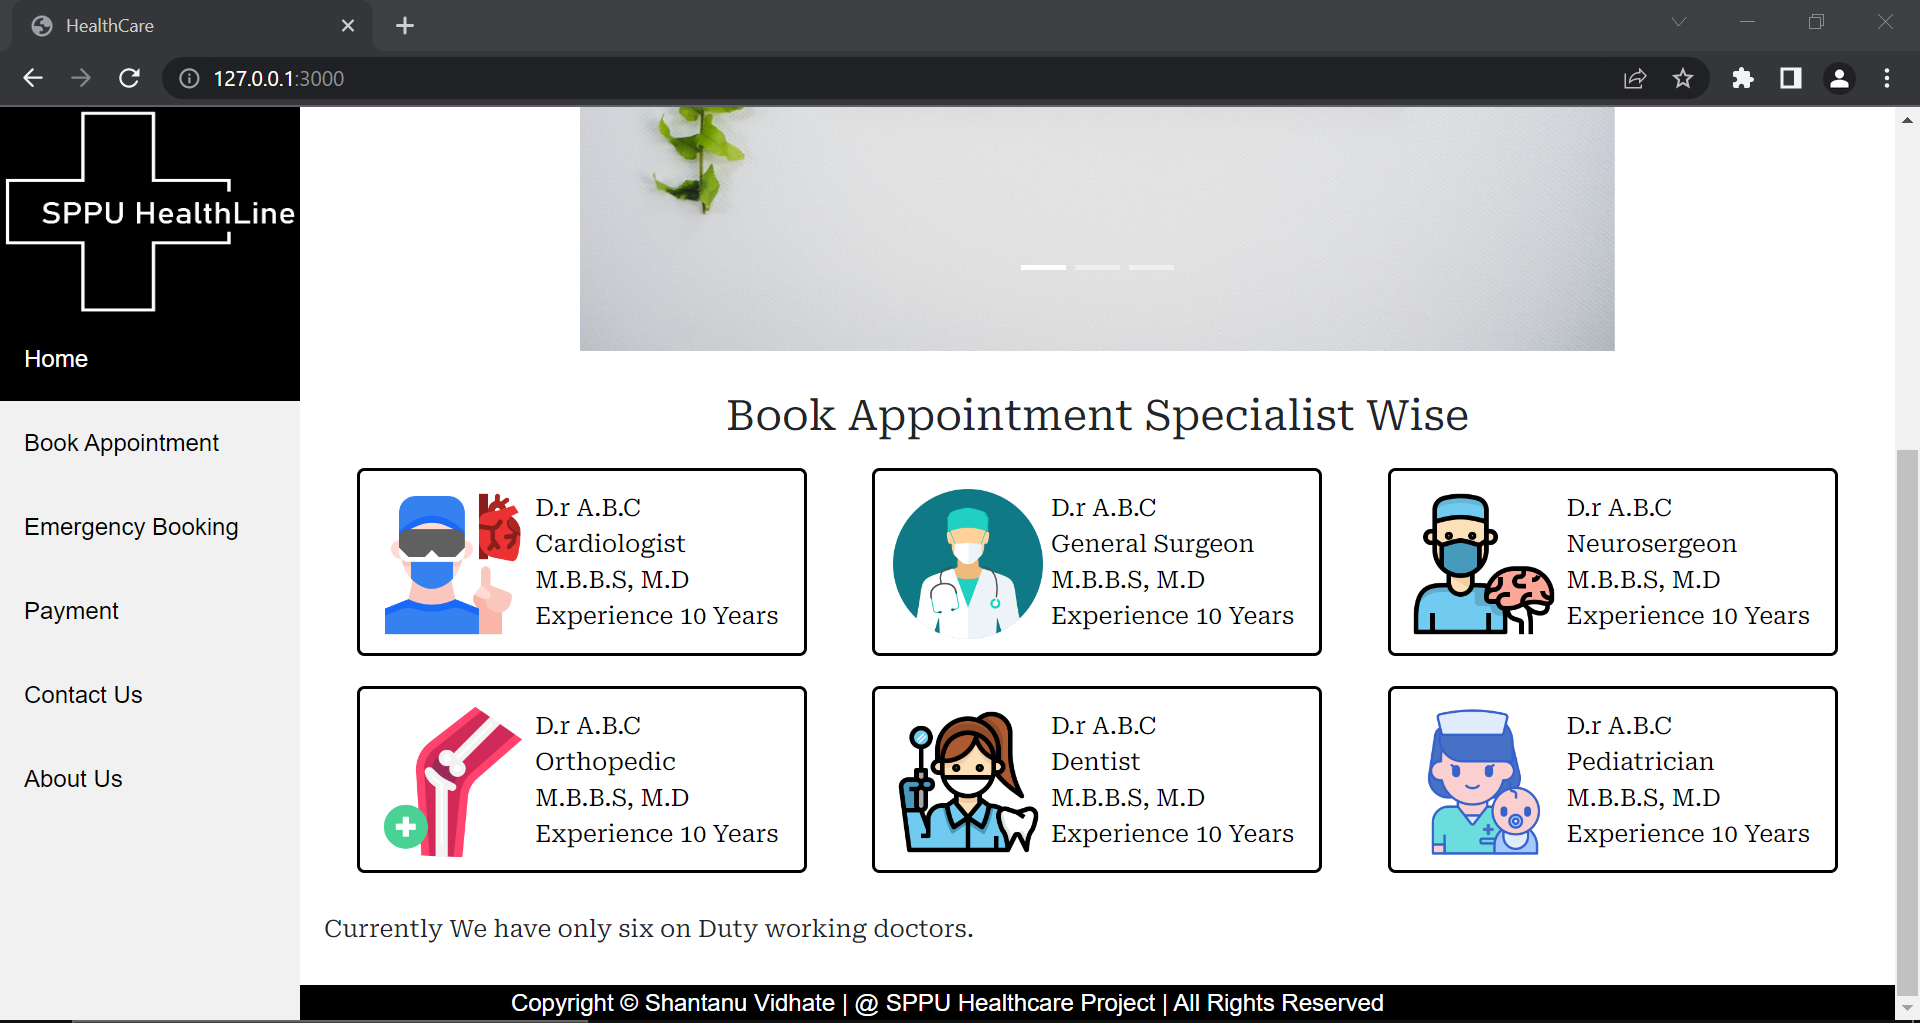 HealthCare
127.0.0.1:3000
SPPU HealthLine
Home
Book Appointment
Emergency Booking
Payment
Contact Us
About Us
Book Appointment Specialist Wise
D.r A.B.C
Cardiologist
M.B.B.S, M.D
Experience 10 Years
D.r A.B.C
General Surgeon
M.B.B.S, M.D
Experience 10 Years
D.r A.B.C
Neurosergeon
M.B.B.S, M.D
Experience 10 Years
D.r A.B.C
Orthopedic
M.B.B.S, M.D
Experience 10 Years
D.r A.B.C
Dentist
M.B.B.S, M.D
Experience 10 Years
D.r A.B.C
Pediatrician
M.B.B.S, M.D
Experience 10 Years
Currently We have only six on Duty working doctors.
Copyright © Shantanu Vidhate | @ SPPU Healthcare Project | All Rights Reserved